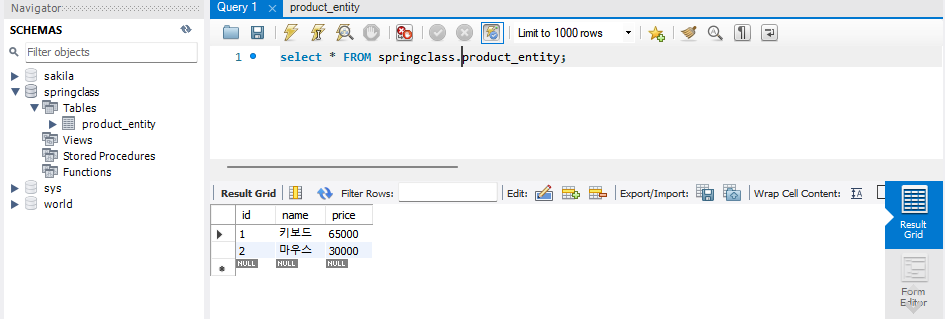 Navigator
Query 1 × product_entity
SCHEMAS
Filter objects
sakila
springclass
Tables
product_entity
Views
Stored Procedures
Functions
sys
world
Limit to 1000 rows
1 select * FROM springclass.product_entity;
Result Grid Filter Rows: Edit: Export/Import: Wrap Cell Content:
id name price
1 키보드 65000
2 마우스 30000
NULL NULL NULL
Result
Grid
Form
Editor